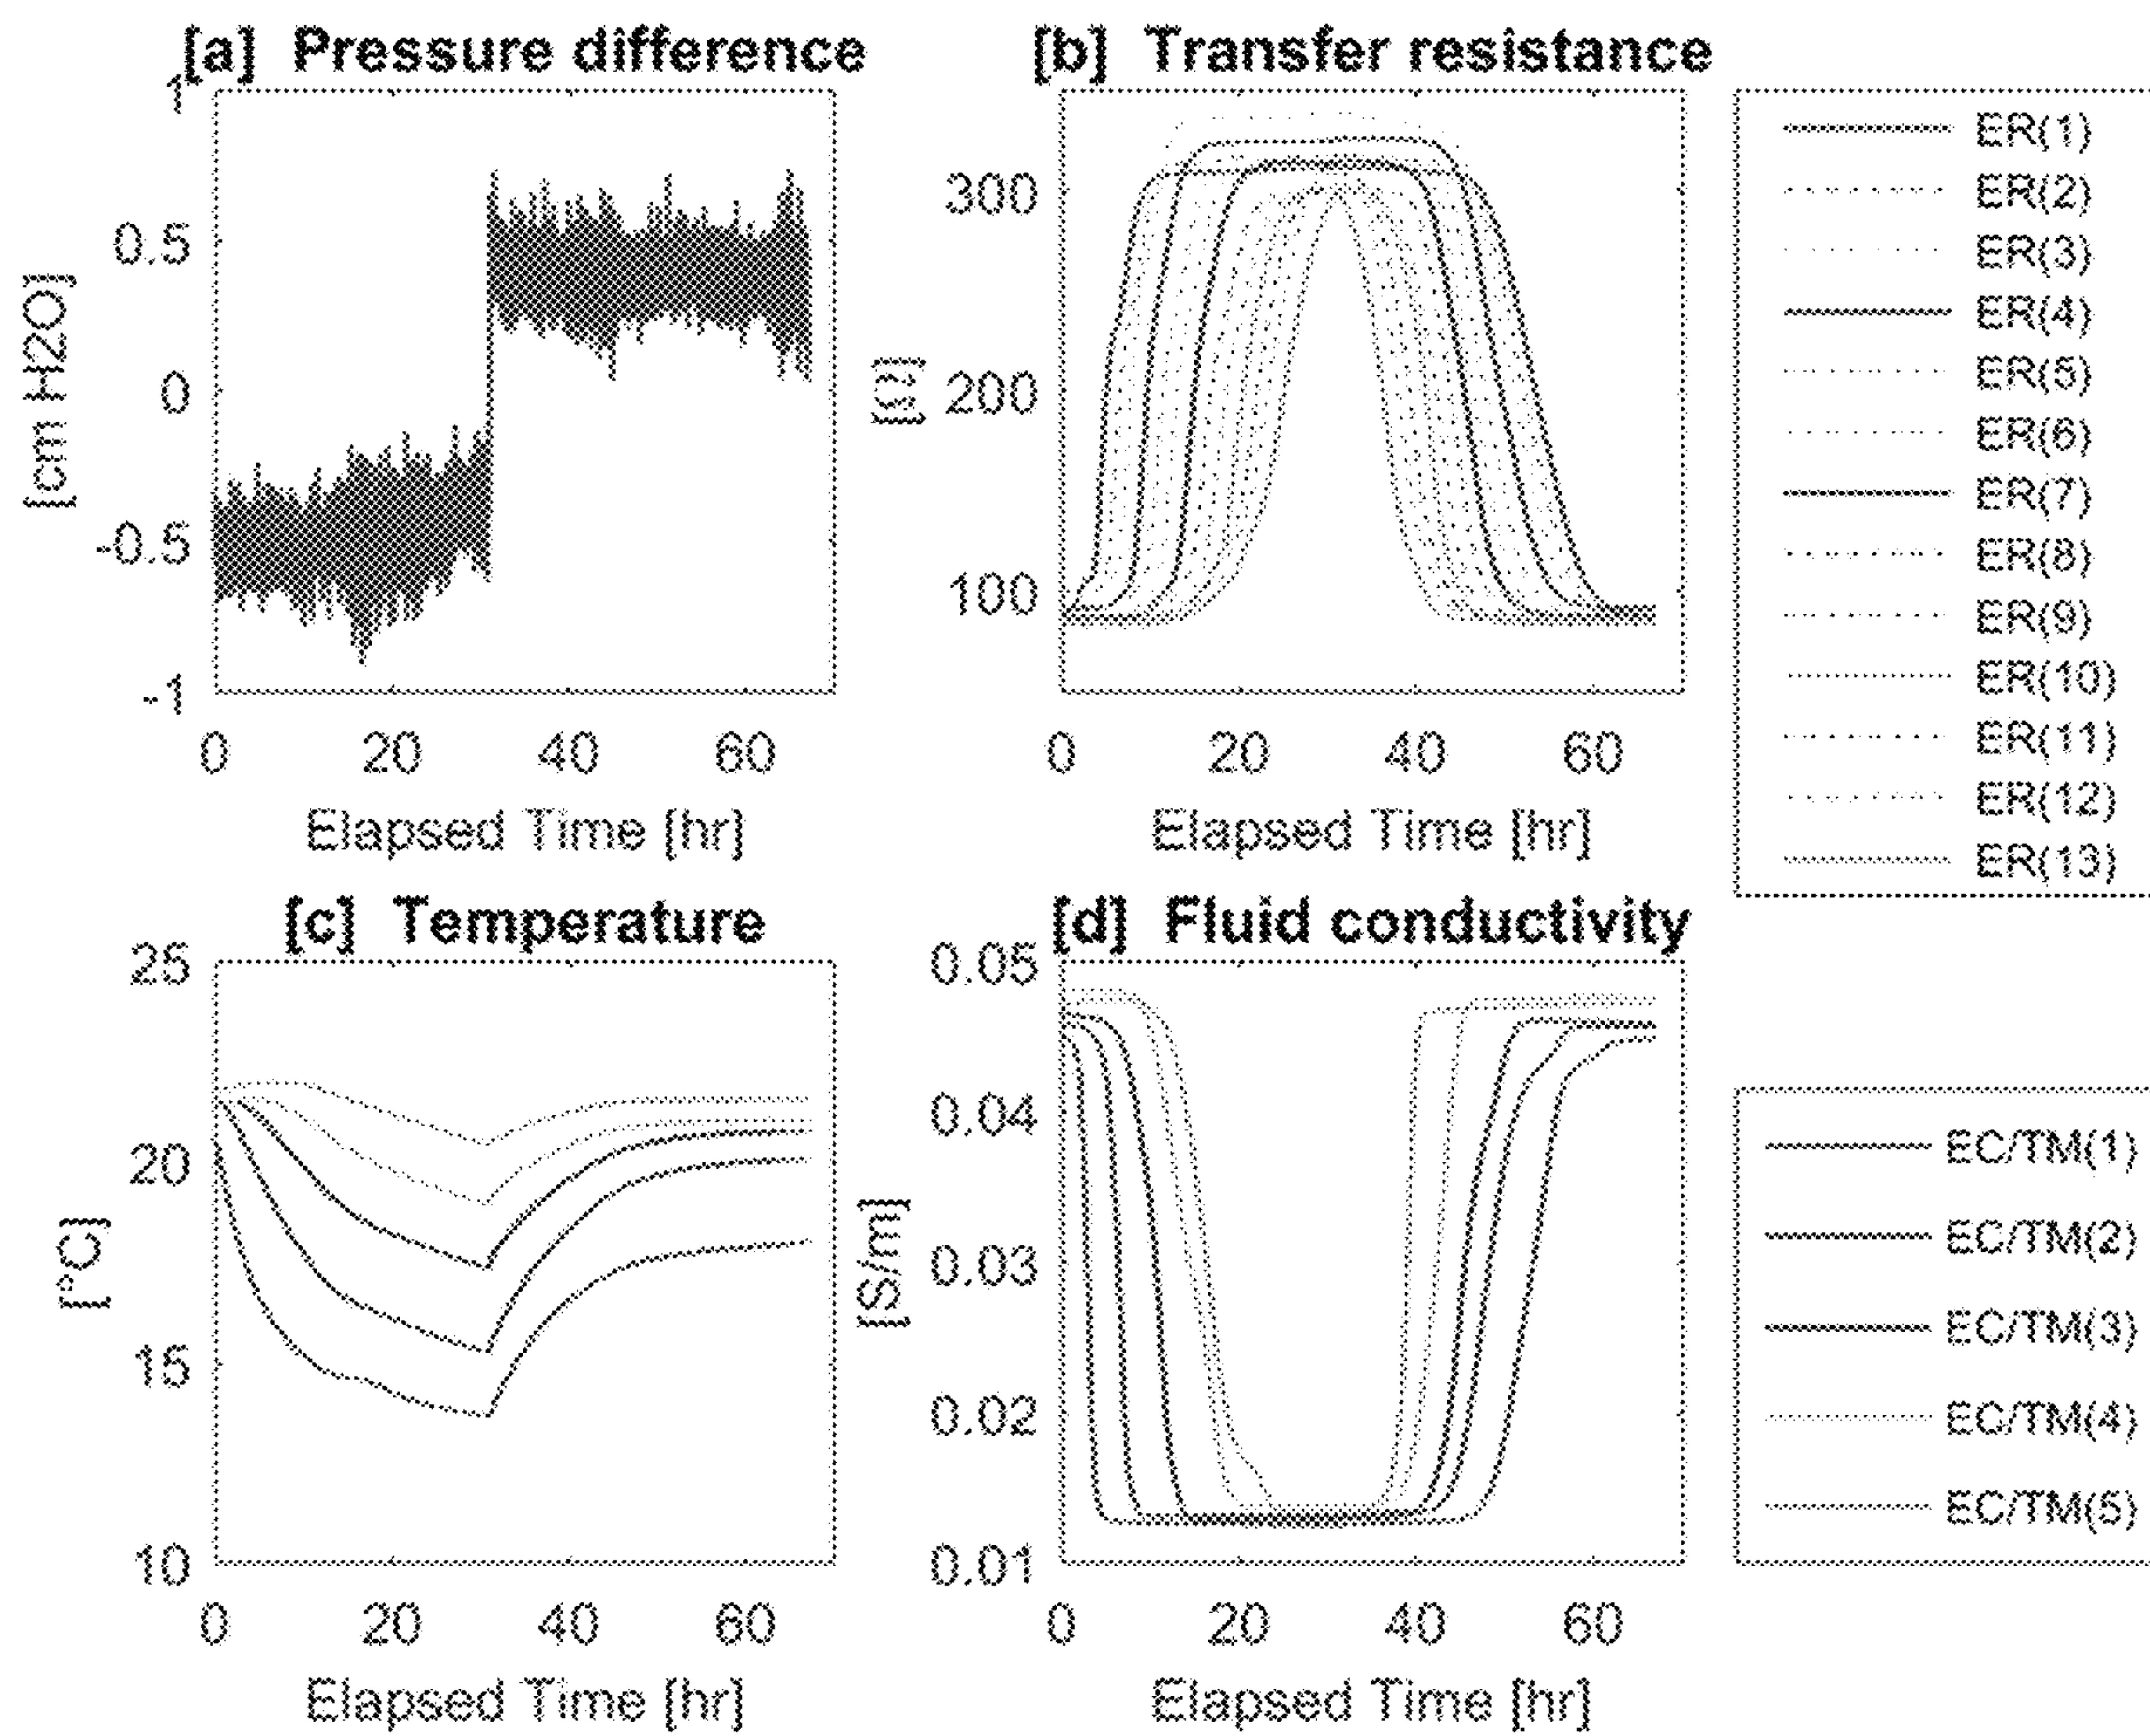 [a] Pressure difference
1
0.5
0
-0.5
-1
[cm H2O]
0 20 40 60
Elapsed Time [hr]
[b] Transfer resistance
300
200
100
[Ω]
0 20 40 60
Elapsed Time [hr]
ER(1)
ER(2)
ER(3)
ER(4)
ER(5)
ER(6)
ER(7)
ER(8)
ER(9)
ER(10)
ER(11)
ER(12)
ER(13)
[c] Temperature
25
20
15
10
[°C]
0 20 40 60
Elapsed Time [hr]
[d] Fluid conductivity
0.05
0.04
0.03
0.02
0.01
[S/m]
0 20 40 60
Elapsed Time [hr]
EC/TM(1)
EC/TM(2)
EC/TM(3)
EC/TM(4)
EC/TM(5)